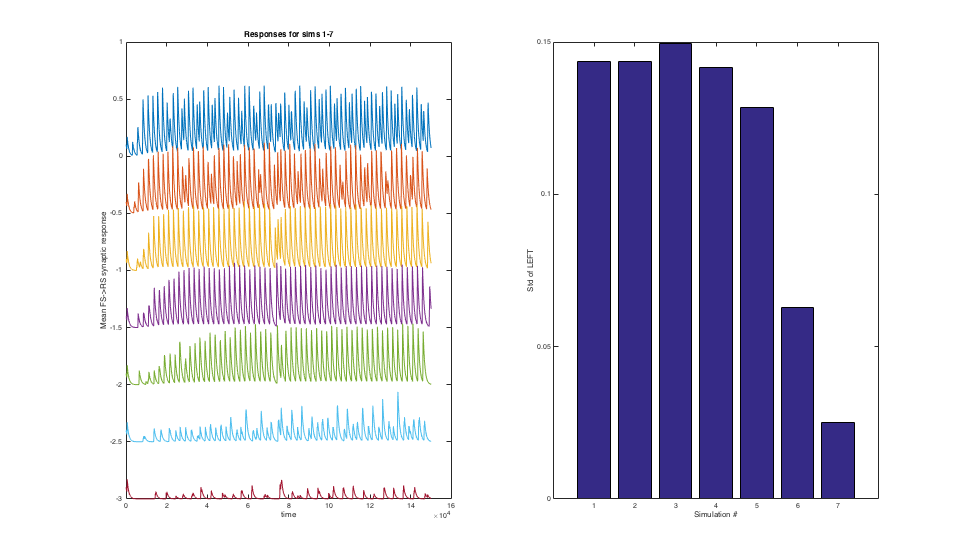 Responses for sims 1-7
1
0.5
0
-0.5
-1
-1.5
-2
-2.5
-3
Mean FS->RS synaptic response
0 2 4 6 8 10 12 14 16
×10^4
time
0.15
0.1
0.05
0
Std of LEFT
1 2 3 4 5 6 7
Simulation #